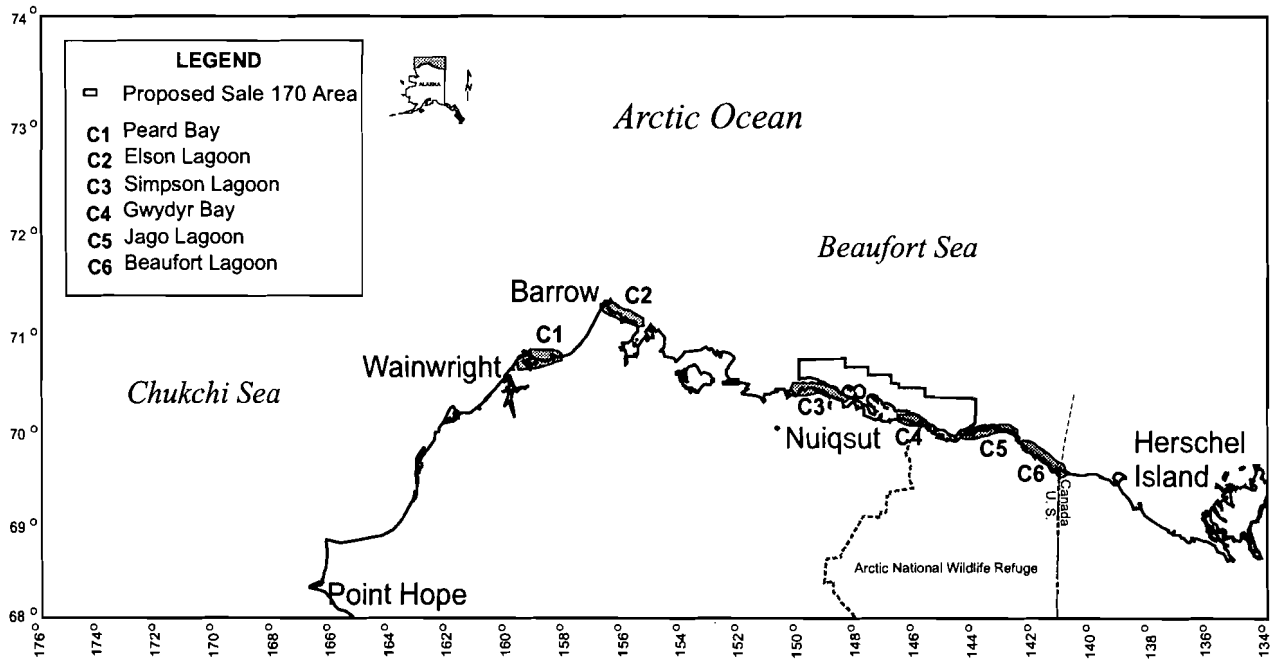 74°
73°
72°
71°
70°
69°
68°
LEGEND
Proposed Sale 170 Area
C1 Peard Bay
C2 Elson Lagoon
C3 Simpson Lagoon
C4 Gwydyr Bay
C5 Jago Lagoon
C6 Beaufort Lagoon
ALASKA
N
Arctic Ocean
Beaufort Sea
Chukchi Sea
Barrow
C2
C1
Wainwright
C3
Nuiqsut
C4
C5
C6
Herschel
Island
Canada
U.S.
Arctic National Wildlife Refuge
Point Hope
176° 174° 172° 170° 168° 166° 164° 162° 160° 158° 156° 154° 152° 150° 148° 146° 144° 142° 140° 138° 136° 134°